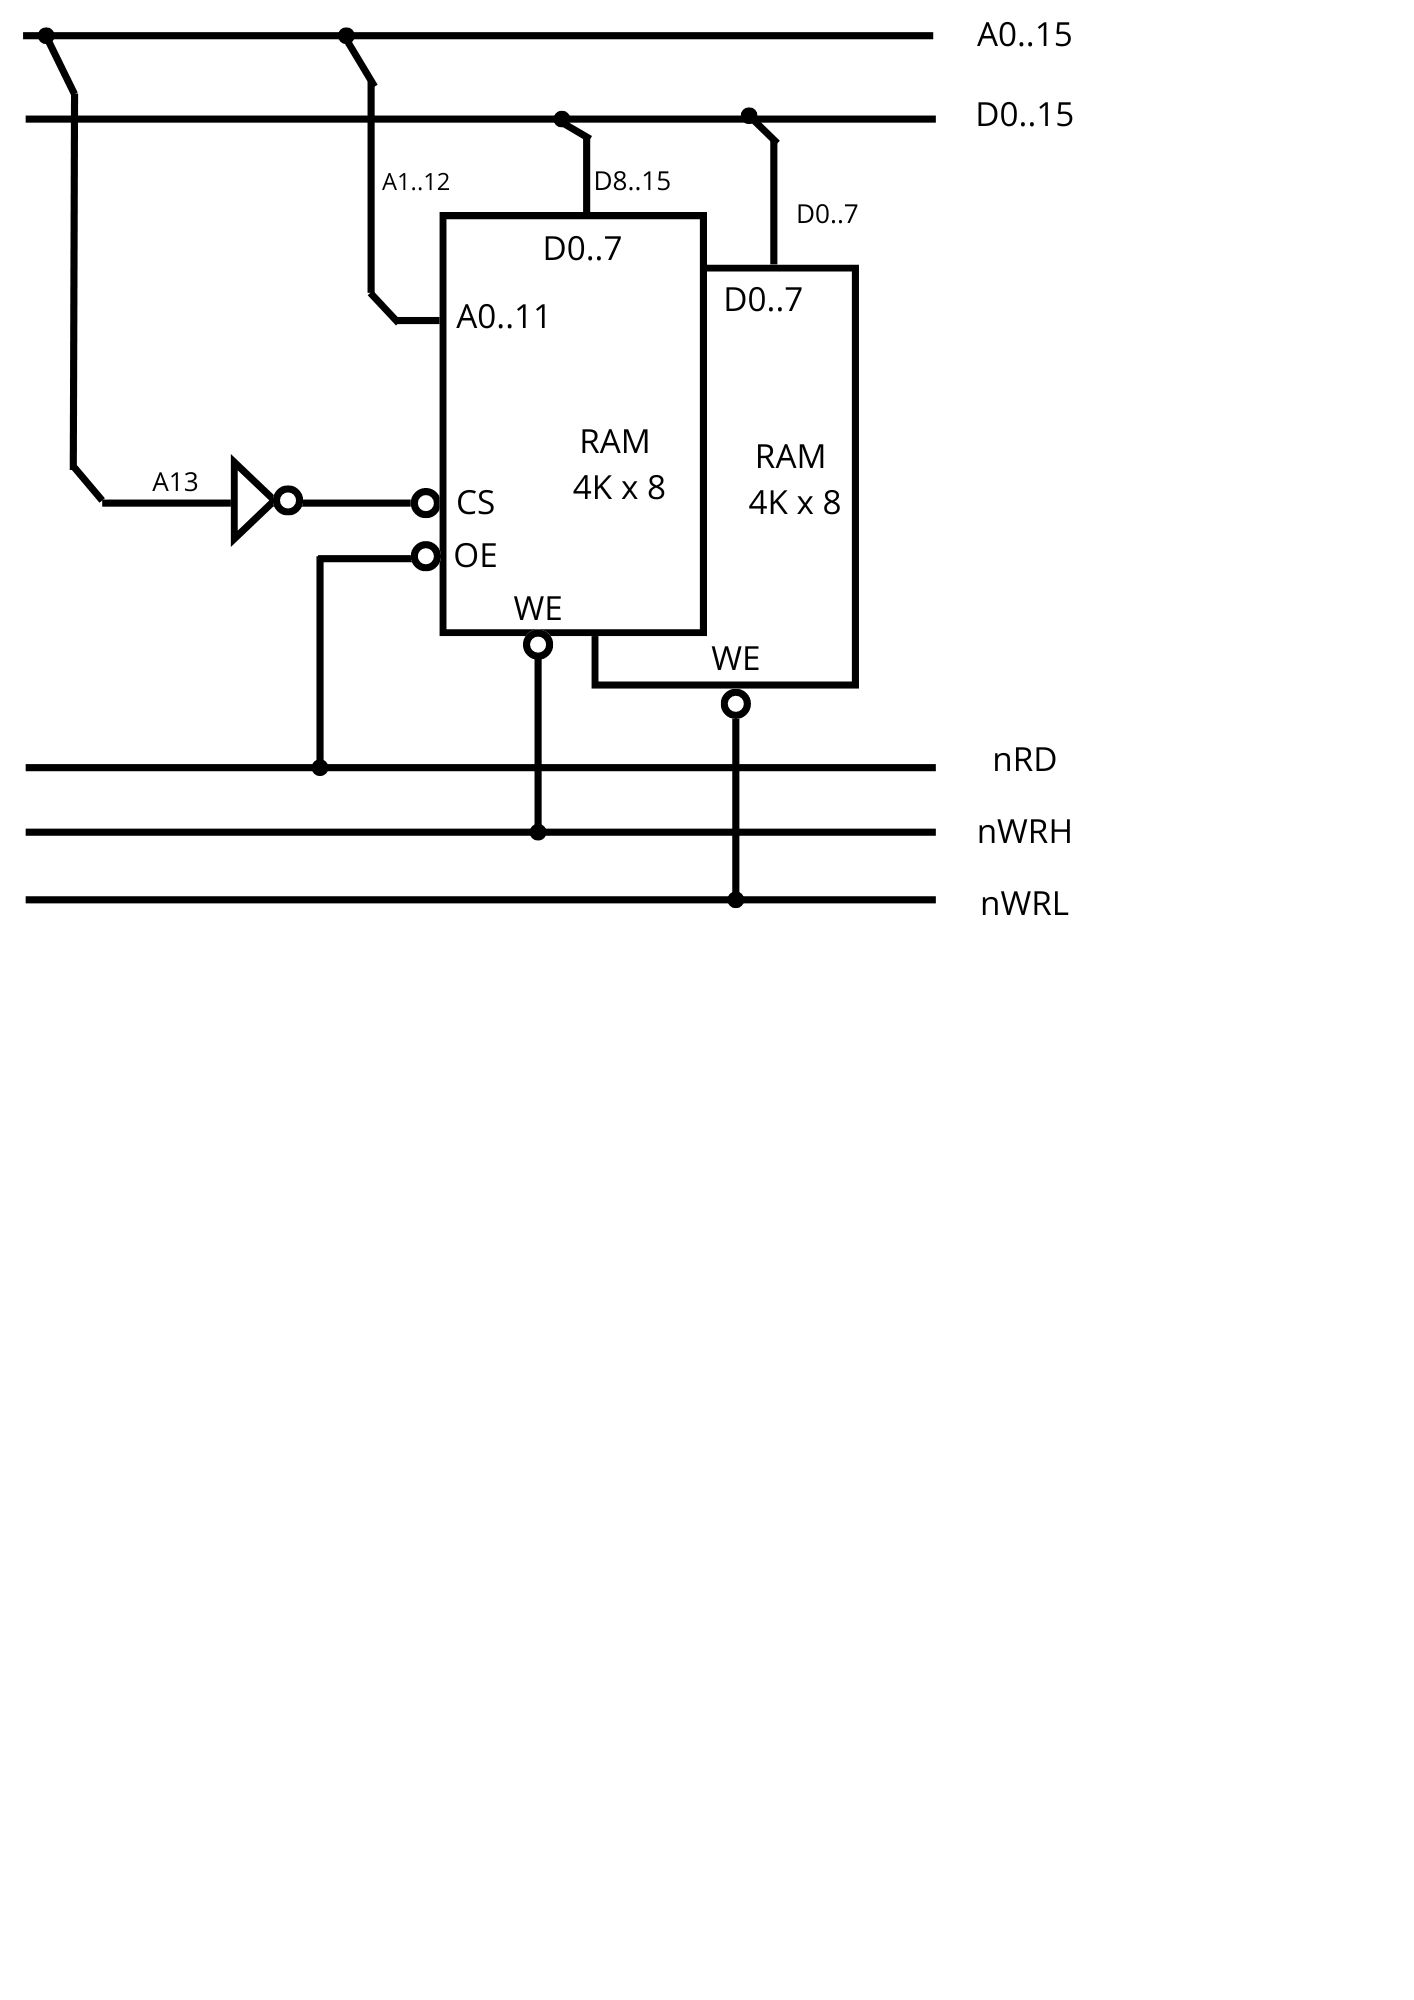 A0..15
D0..15
A1..12
D8..15
D0..7
D0..7
D0..7
A0..11
RAM
4K x 8
RAM
4K x 8
A13
CS
OE
WE
WE
nRD
nWRH
nWRL